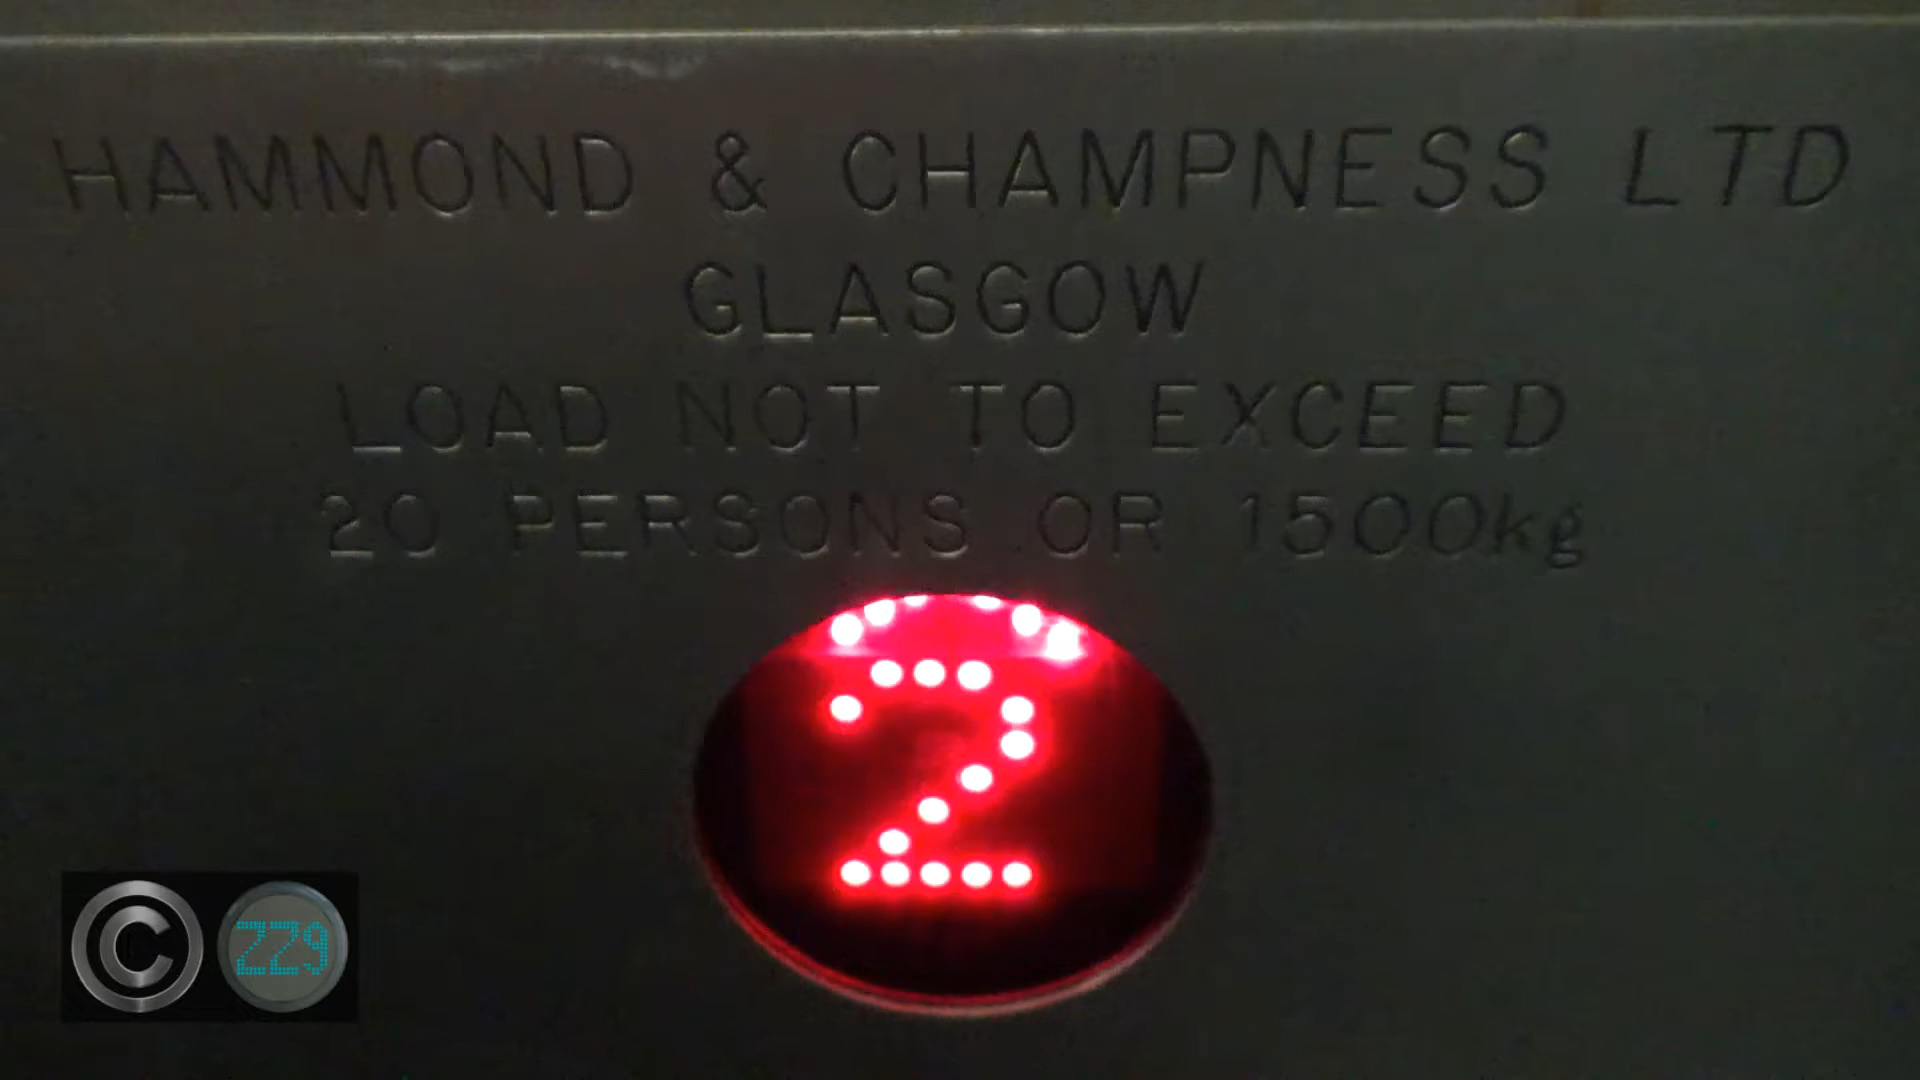 HAMMOND & CHAMPNESS LTD
GLASGOW
LOAD NOT TO EXCEED
20 PERSONS OR 1500kg
2
© ZZ9